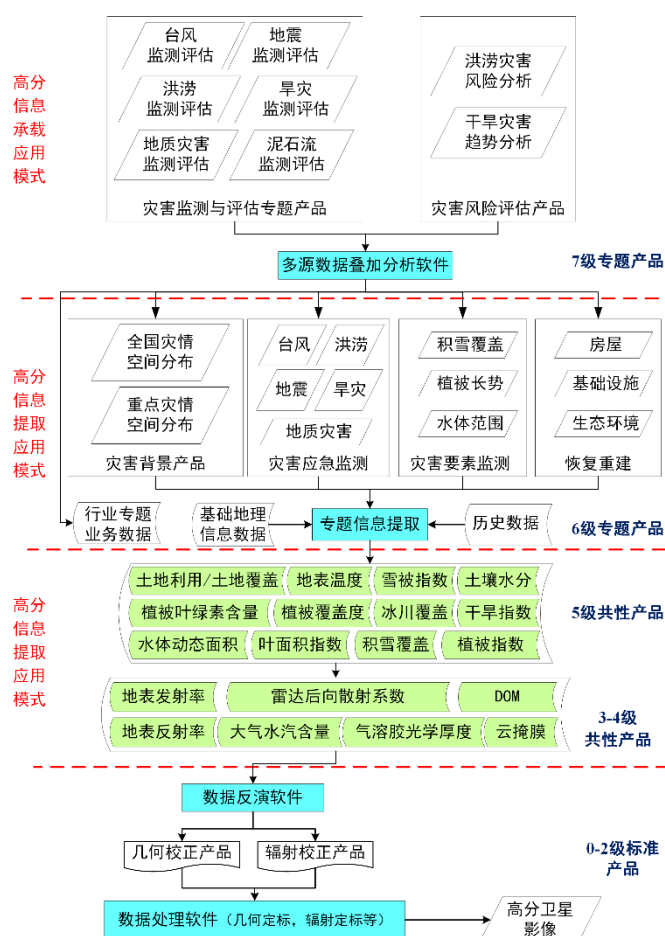 高分
信息
承载
应用
模式
台风
监测评估
地震
监测评估
洪涝
监测评估
旱灾
监测评估
地质灾害
监测评估
泥石流
监测评估
灾害监测与评估专题产品
洪涝灾害
风险分析
干旱灾害
趋势分析
灾害风险评估产品
多源数据叠加分析软件
7级专题产品
高分
信息
提取
应用
模式
全国灾情
空间分布
重点灾情
空间分布
灾害背景产品
台风
洪涝
地震
旱灾
地质灾害
灾害应急监测
积雪覆盖
植被长势
水体范围
灾害要素监测
房屋
基础设施
生态环境
恢复重建
行业专题
业务数据
基础地理
信息数据
专题信息提取
历史数据
6级专题产品
高分
信息
提取
应用
模式
土地利用/土地覆盖
地表温度
雪被指数
土壤水分
植被叶绿素含量
植被覆盖度
冰川覆盖
干旱指数
水体动态面积
叶面积指数
积雪覆盖
植被指数
5级共性产品
地表发射率
雷达后向散射系数
DOM
地表反射率
大气水汽含量
气溶胶光学厚度
云掩膜
3-4级
共性产品
数据反演软件
几何校正产品
辐射校正产品
0-2级标准
产品
数据处理软件（几何定标，辐射定标等）
高分卫星
影像